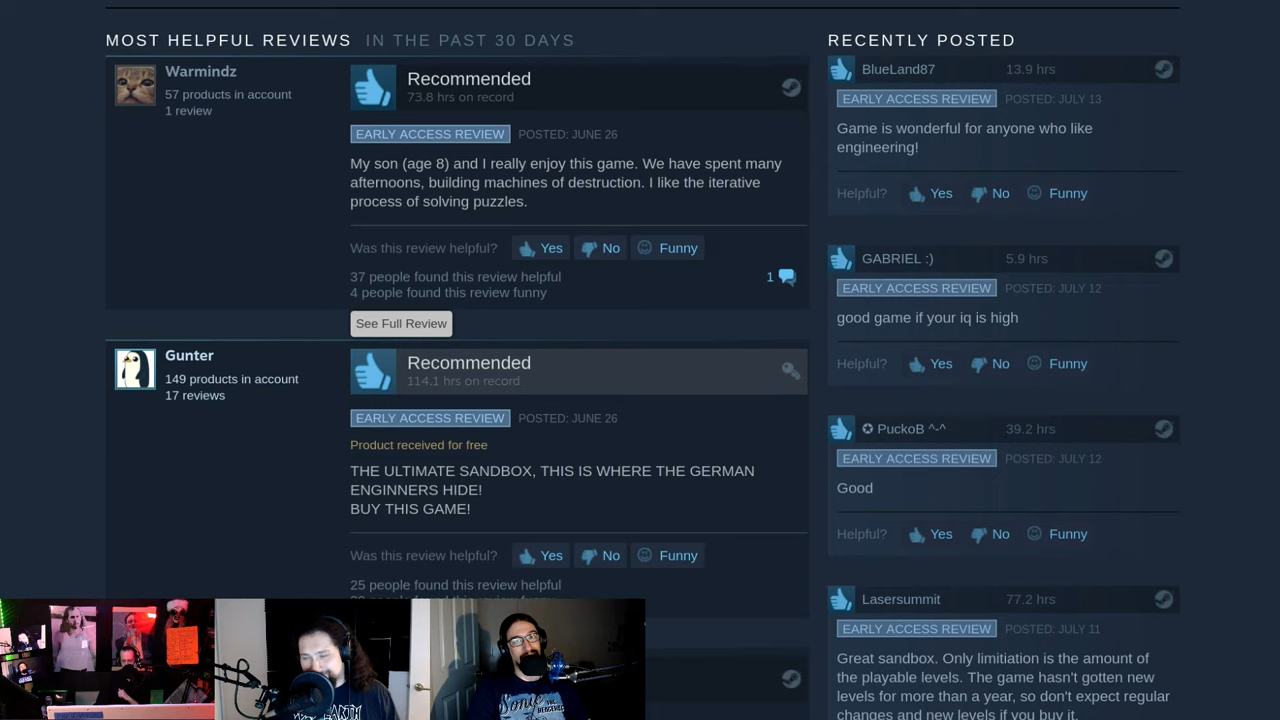 MOST HELPFUL REVIEWS IN THE PAST 30 DAYS
Warmindz
57 products in account
1 review
Recommended
73.8 hrs on record
EARLY ACCESS REVIEW POSTED: JUNE 26
My son (age 8) and I really enjoy this game. We have spent many
afternoons, building machines of destruction. I like the iterative
process of solving puzzles.
Was this review helpful? Yes No Funny
37 people found this review helpful
4 people found this review funny
1
See Full Review
Gunter
149 products in account
17 reviews
Recommended
114.1 hrs on record
EARLY ACCESS REVIEW POSTED: JUNE 26
Product received for free
THE ULTIMATE SANDBOX, THIS IS WHERE THE GERMAN
ENGINNERS HIDE!
BUY THIS GAME!
Was this review helpful? Yes No Funny
25 people found this review helpful
RECENTLY POSTED
BlueLand87 13.9 hrs
EARLY ACCESS REVIEW POSTED: JULY 13
Game is wonderful for anyone who like
engineering!
Helpful? Yes No Funny
GABRIEL :) 5.9 hrs
EARLY ACCESS REVIEW POSTED: JULY 12
good game if your iq is high
Helpful? Yes No Funny
✪ PuckoB ^-^ 39.2 hrs
EARLY ACCESS REVIEW POSTED: JULY 12
Good
Helpful? Yes No Funny
Lasersummit 77.2 hrs
EARLY ACCESS REVIEW POSTED: JULY 11
Great sandbox. Only limitiation is the amount of
the playable levels. The game hasn't gotten new
levels for more than a year, so don't expect regular
changes and new levels if you buy it.